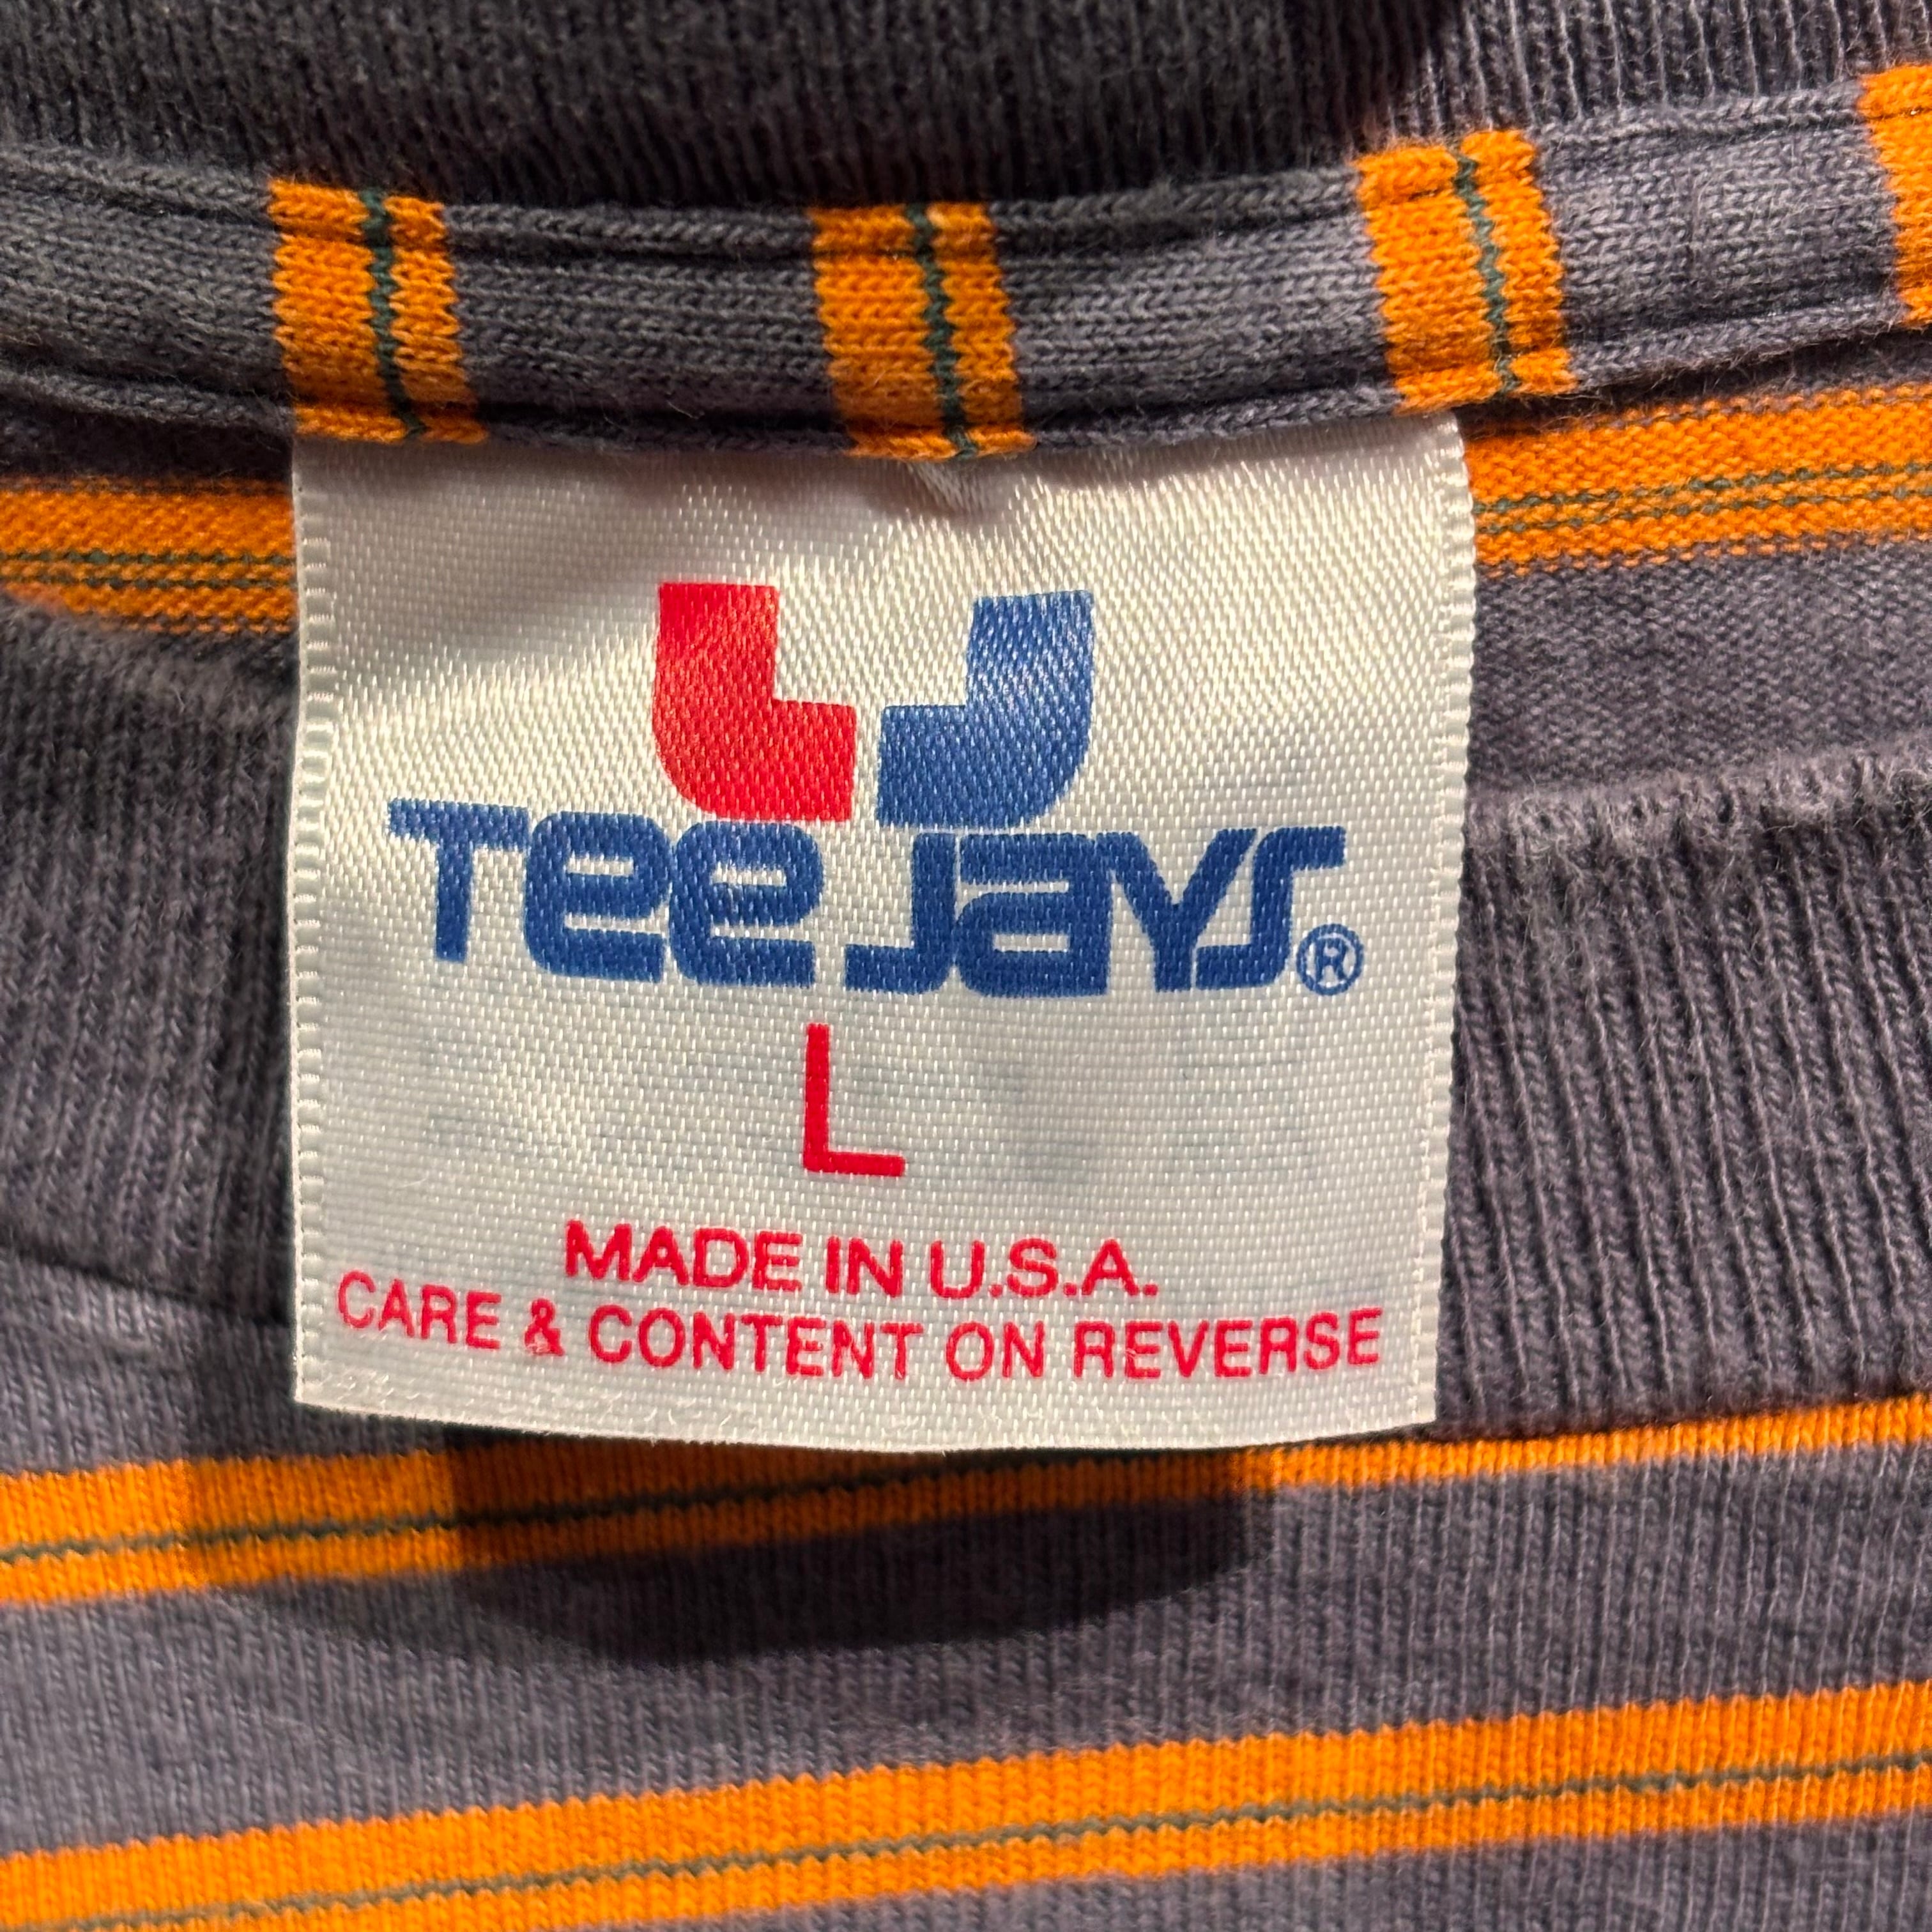 Tee Jays®
L
MADE IN U.S.A.
CARE & CONTENT ON REVERSE